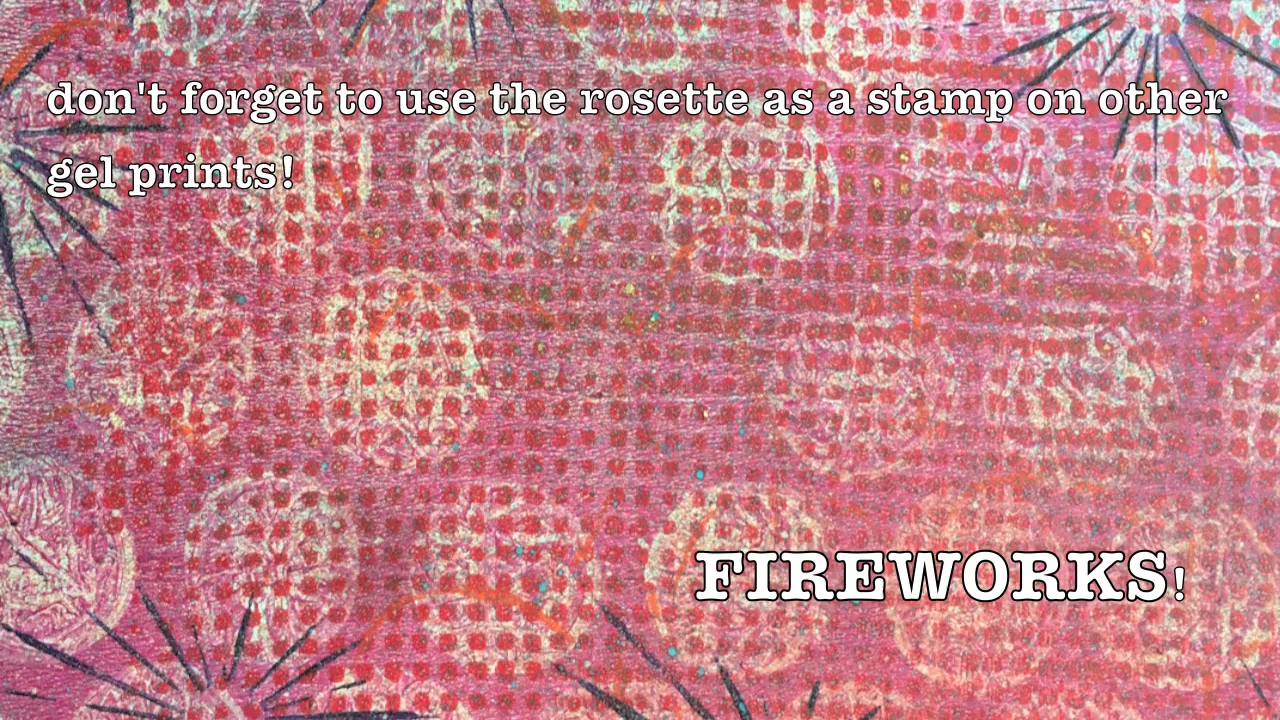 don't forget to use the rosette as a stamp on other
gel prints!
FIREWORKS!